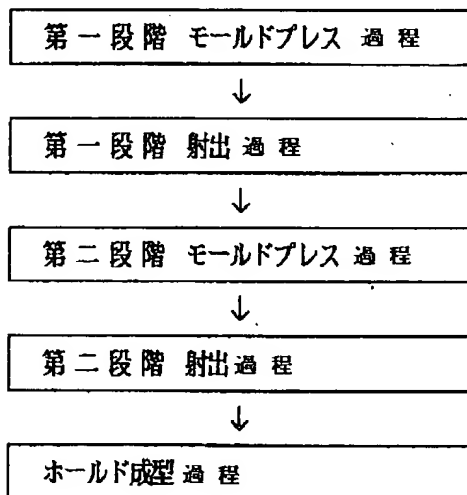 第一段階 モールドプレス 過程
↓
第一段階 射出過程
↓
第二段階 モールドプレス 過程
↓
第二段階 射出過程
↓
ホールド成型過程